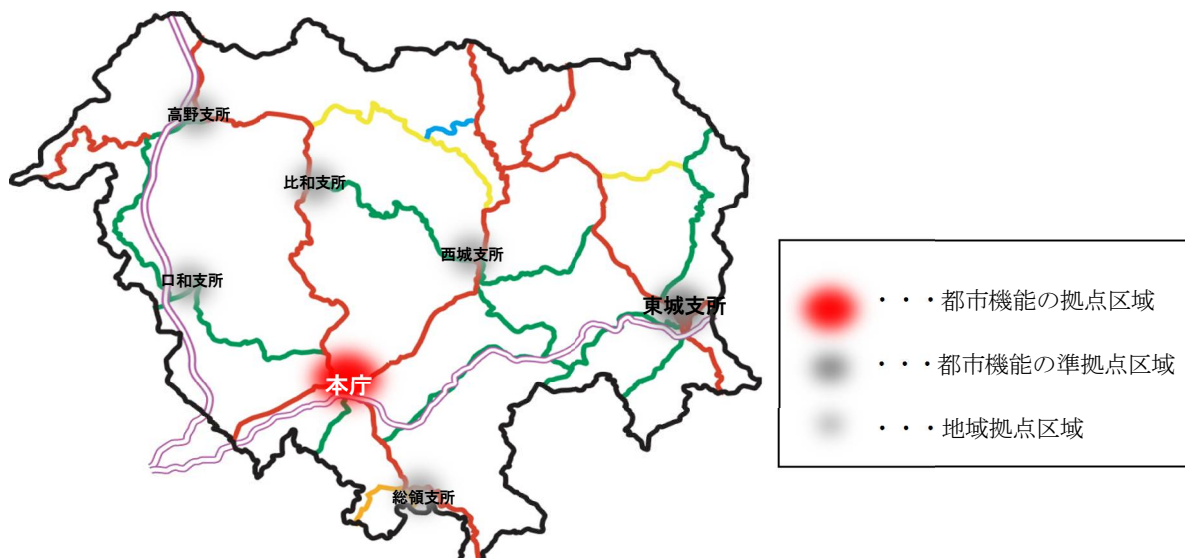 高野支所
比和支所
西城支所
口和支所
東城支所
本庁
総領支所
・・・都市機能の拠点区域
・・・都市機能の準拠点区域
・・・地域拠点区域